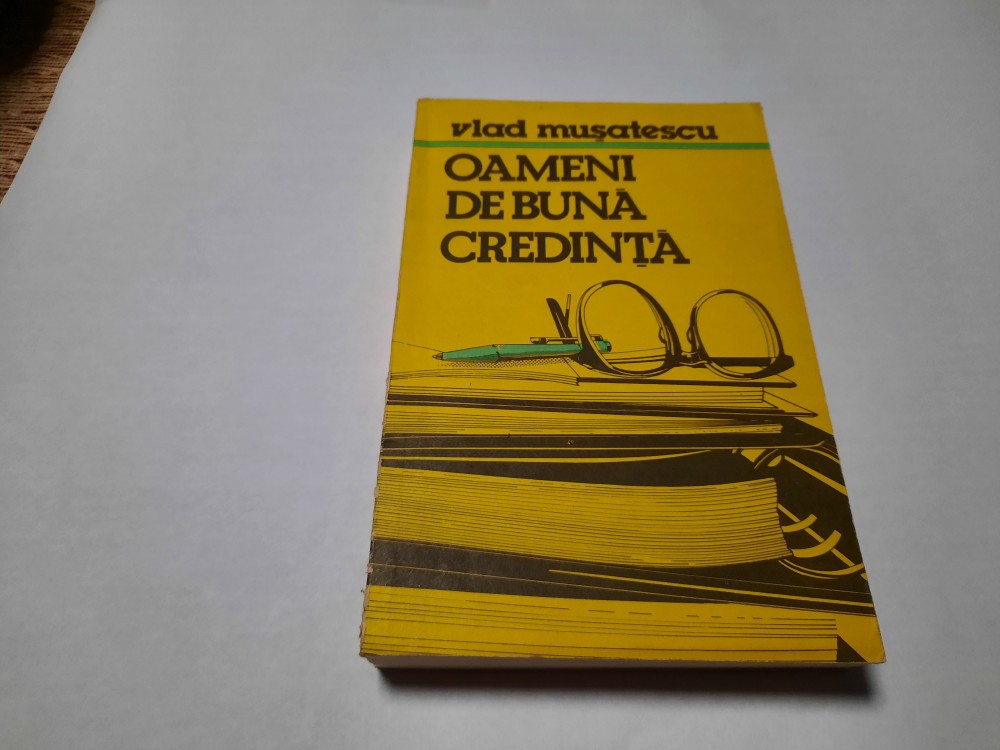 vlad mușatescu
OAMENI
DE BUNĂ
CREDINȚĂ